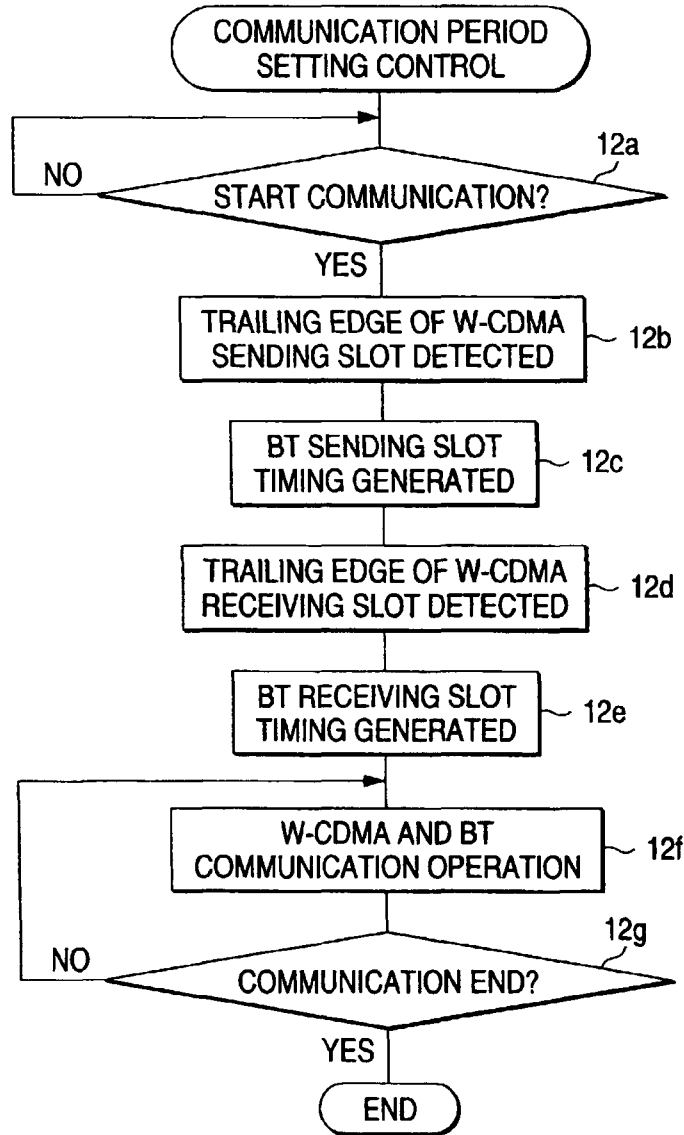 COMMUNICATION PERIOD
SETTING CONTROL
12a
NO
START COMMUNICATION?
YES
TRAILING EDGE OF W-CDMA
SENDING SLOT DETECTED
12b
BT SENDING SLOT
TIMING GENERATED
12c
TRAILING EDGE OF W-CDMA
RECEIVING SLOT DETECTED
12d
BT RECEIVING SLOT
TIMING GENERATED
12e
W-CDMA AND BT
COMMUNICATION OPERATION
12f
12g
NO
COMMUNICATION END?
YES
END